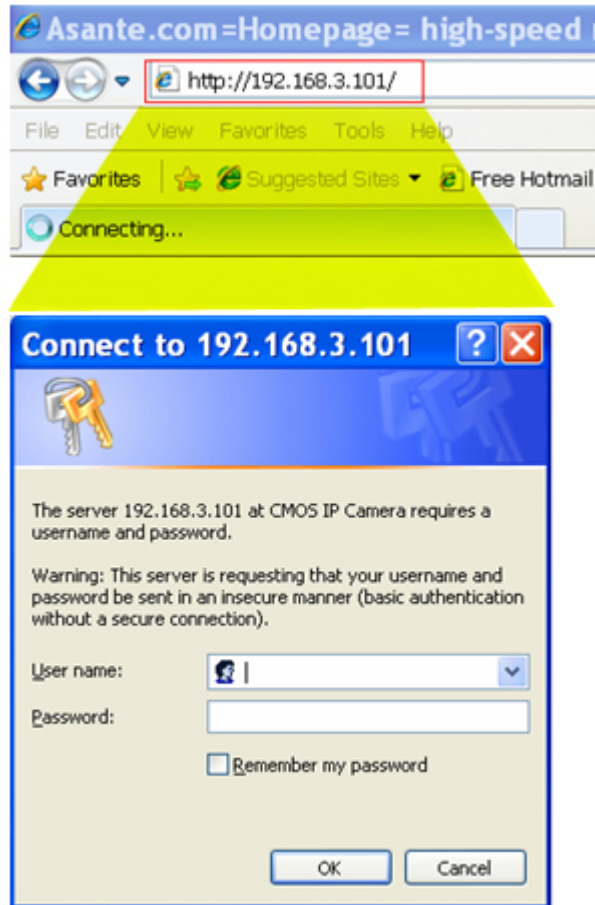 Asante.com=Homepage= high-speed
http://192.168.3.101/
File Edit View Favorites Tools Help
Favorites Suggested Sites Free Hotmail
Connecting...
Connect to 192.168.3.101
The server 192.168.3.101 at CMOS IP Camera requires a
username and password.
Warning: This server is requesting that your username and
password be sent in an insecure manner (basic authentication
without a secure connection).
User name:
Password:
Remember my password
OK Cancel